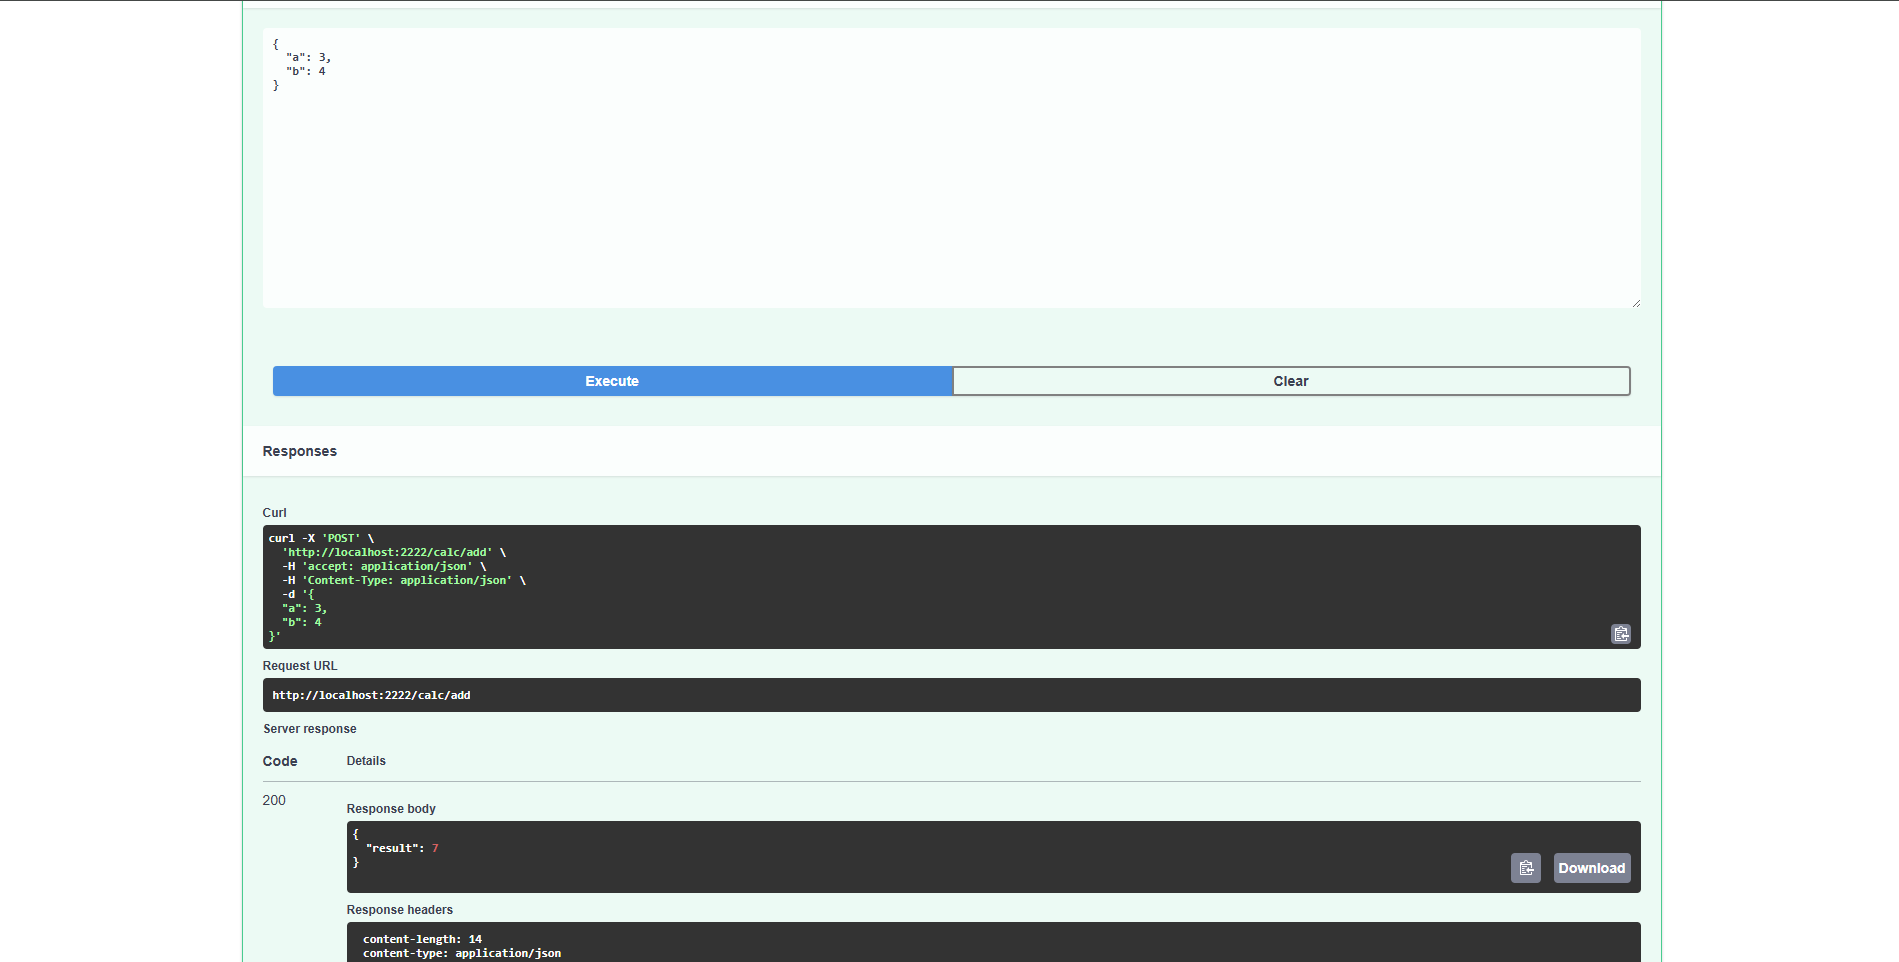 {
  "a": 3,
  "b": 4
}
Execute
Clear
Responses
Curl
curl -X 'POST' \
  'http://localhost:2222/calc/add' \
  -H 'accept: application/json' \
  -H 'Content-Type: application/json' \
  -d '{
  "a": 3,
  "b": 4
}'
Request URL
http://localhost:2222/calc/add
Server response
Code Details
200
Response body
{
  "result": 7
}
Download
Response headers
content-length: 14
content-type: application/json